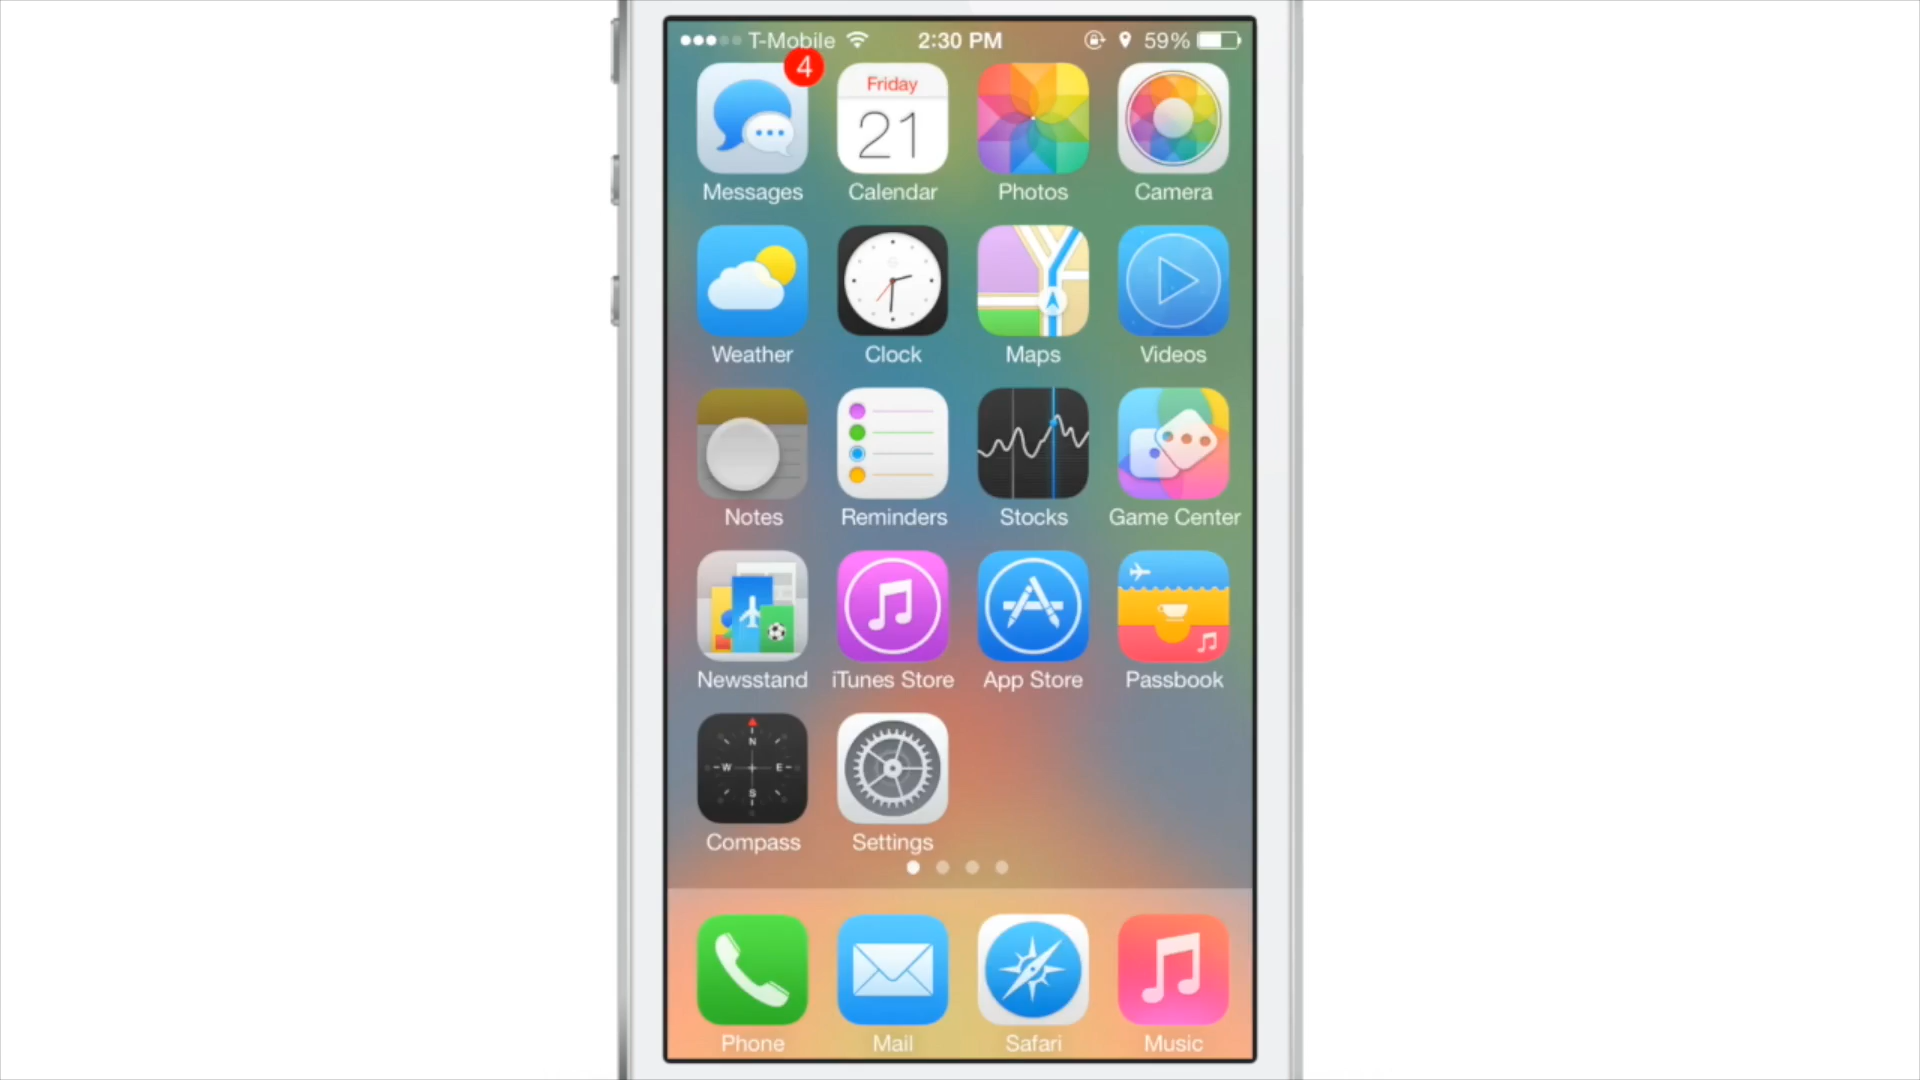 T-Mobile 2:30 PM 59%
4
Friday
21
Messages Calendar Photos Camera
Weather Clock Maps Videos
Notes Reminders Stocks Game Center
Newsstand iTunes Store App Store Passbook
N
W E
S
Compass Settings
Phone Mail Safari Music